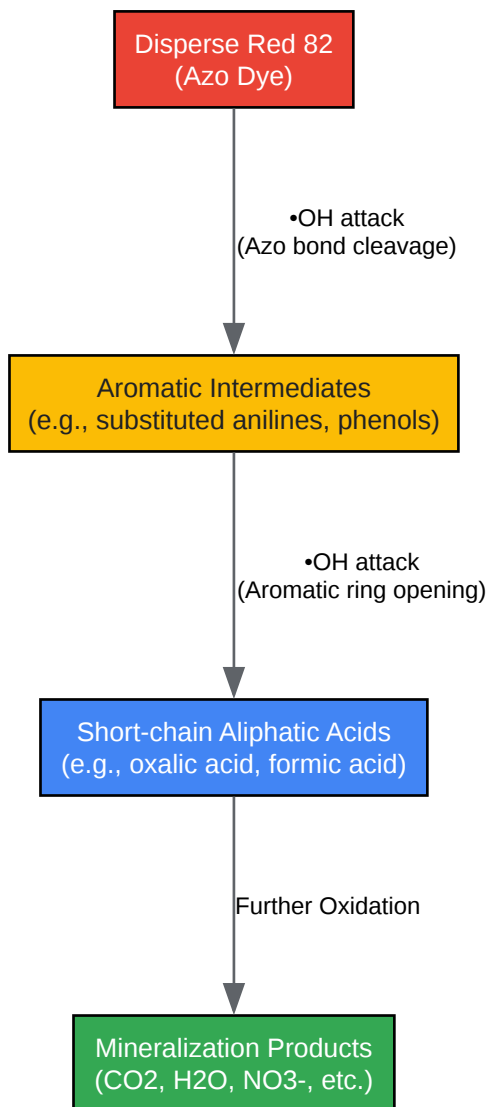 Disperse Red 82
(Azo Dye)
•OH attack
(Azo bond cleavage)
Aromatic Intermediates
(e.g., substituted anilines, phenols)
•OH attack
(Aromatic ring opening)
Short-chain Aliphatic Acids
(e.g., oxalic acid, formic acid)
Further Oxidation
Mineralization Products
(CO2, H2O, NO3-, etc.)